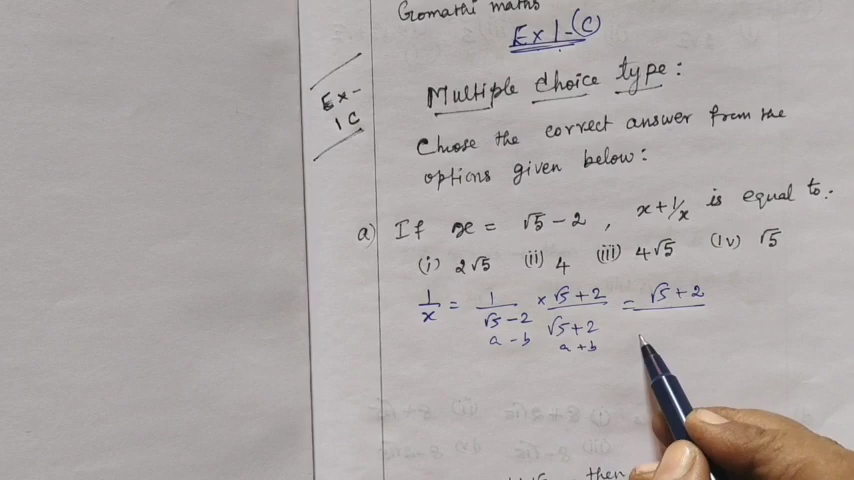 Gomathi maths
Ex 1-(C)
Ex-
1C
Multiple choice type:
Choose the correct answer from the
options given below:
a) If x = √5 - 2, x + 1/x is equal to:
(i) 2√5 (ii) 4 (iii) 4√5 (iv) √5
1/x = 1/(√5 - 2) × (√5 + 2)/(√5 + 2) = √5 + 2
a - b a + b
then